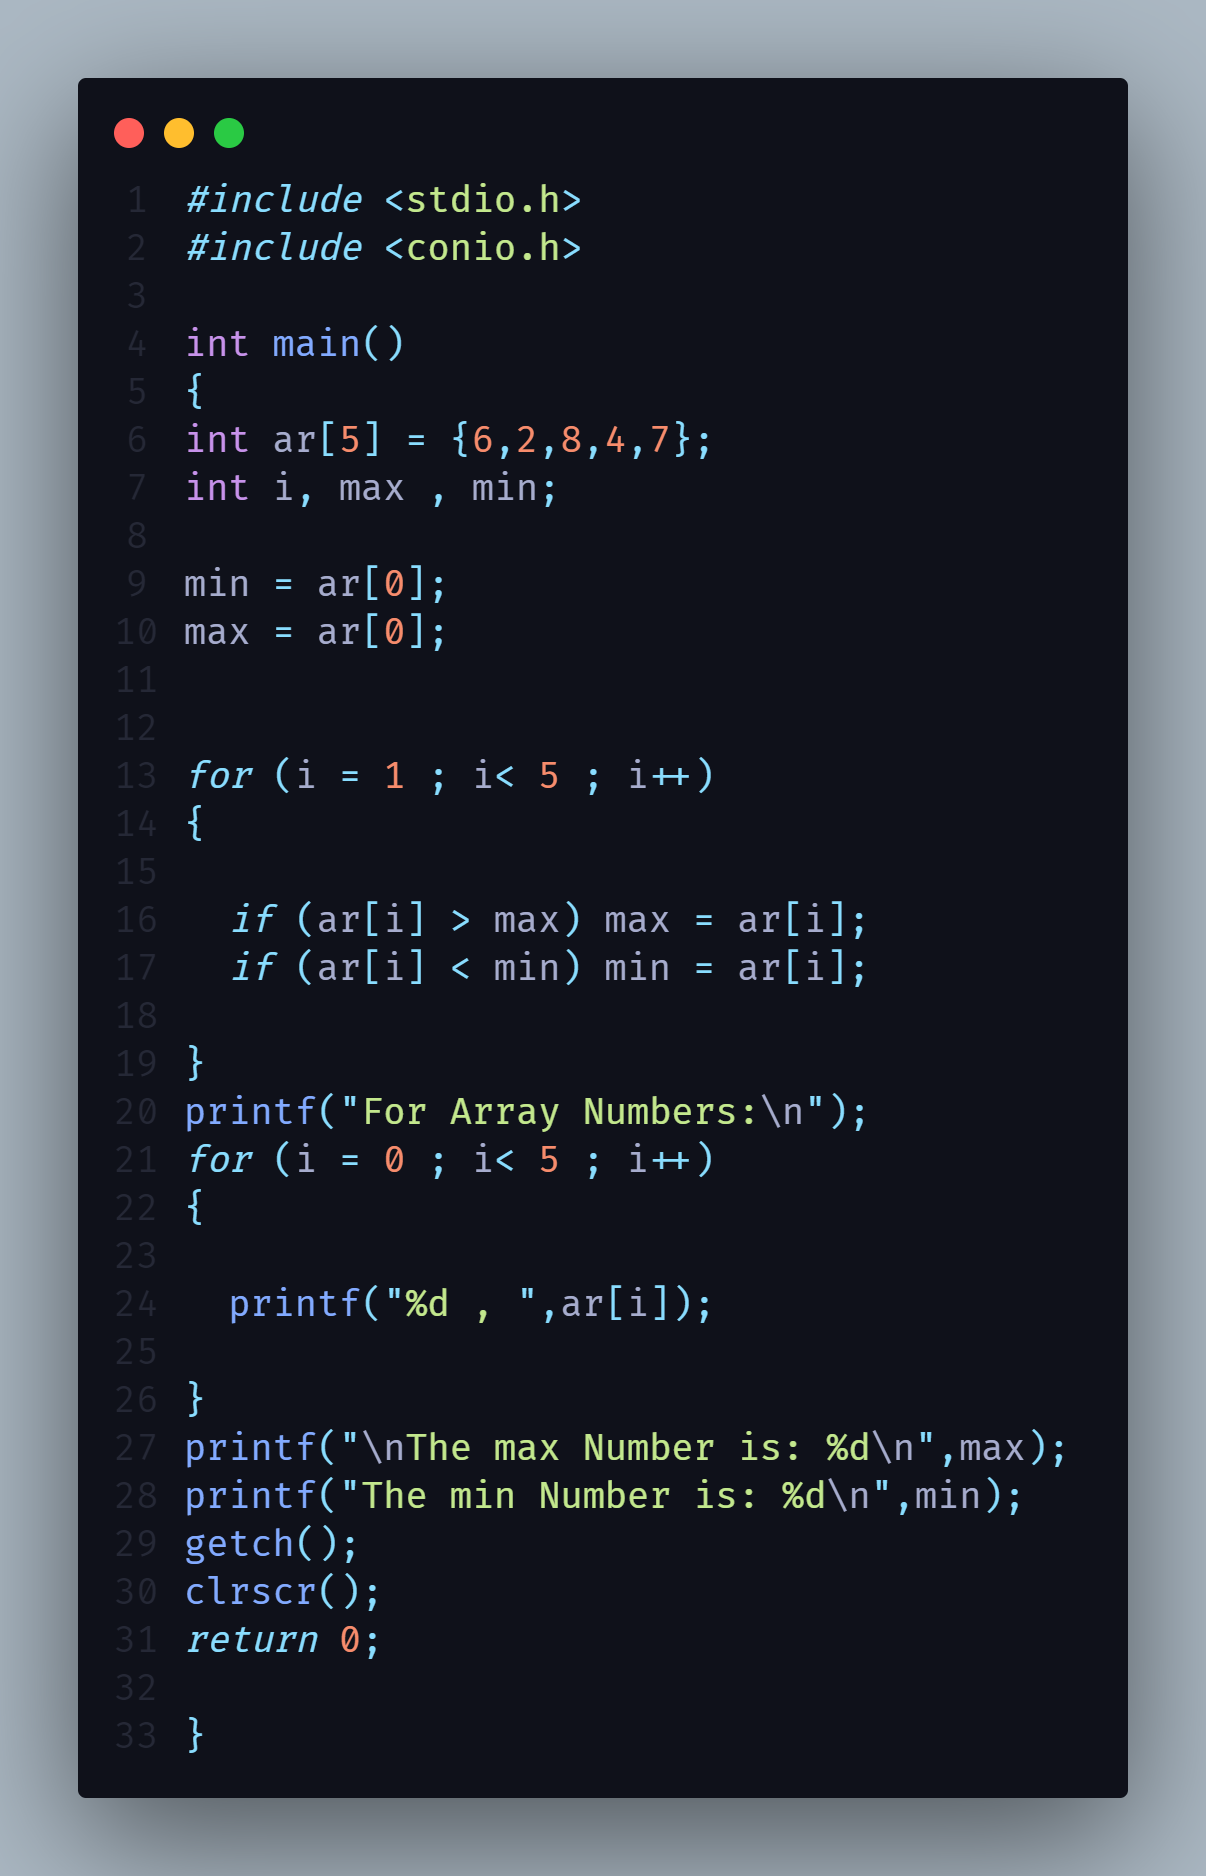 1 #include <stdio.h>
2 #include <conio.h>
3
4 int main()
5 {
6 int ar[5] = {6,2,8,4,7};
7 int i, max , min;
8
9 min = ar[0];
10 max = ar[0];
11
12
13 for (i = 1 ; i< 5 ; i++)
14 {
15
16   if (ar[i] > max) max = ar[i];
17   if (ar[i] < min) min = ar[i];
18
19 }
20 printf("For Array Numbers:\n");
21 for (i = 0 ; i< 5 ; i++)
22 {
23
24   printf("%d , ",ar[i]);
25
26 }
27 printf("\nThe max Number is: %d\n",max);
28 printf("The min Number is: %d\n",min);
29 getch();
30 clrscr();
31 return 0;
32
33 }